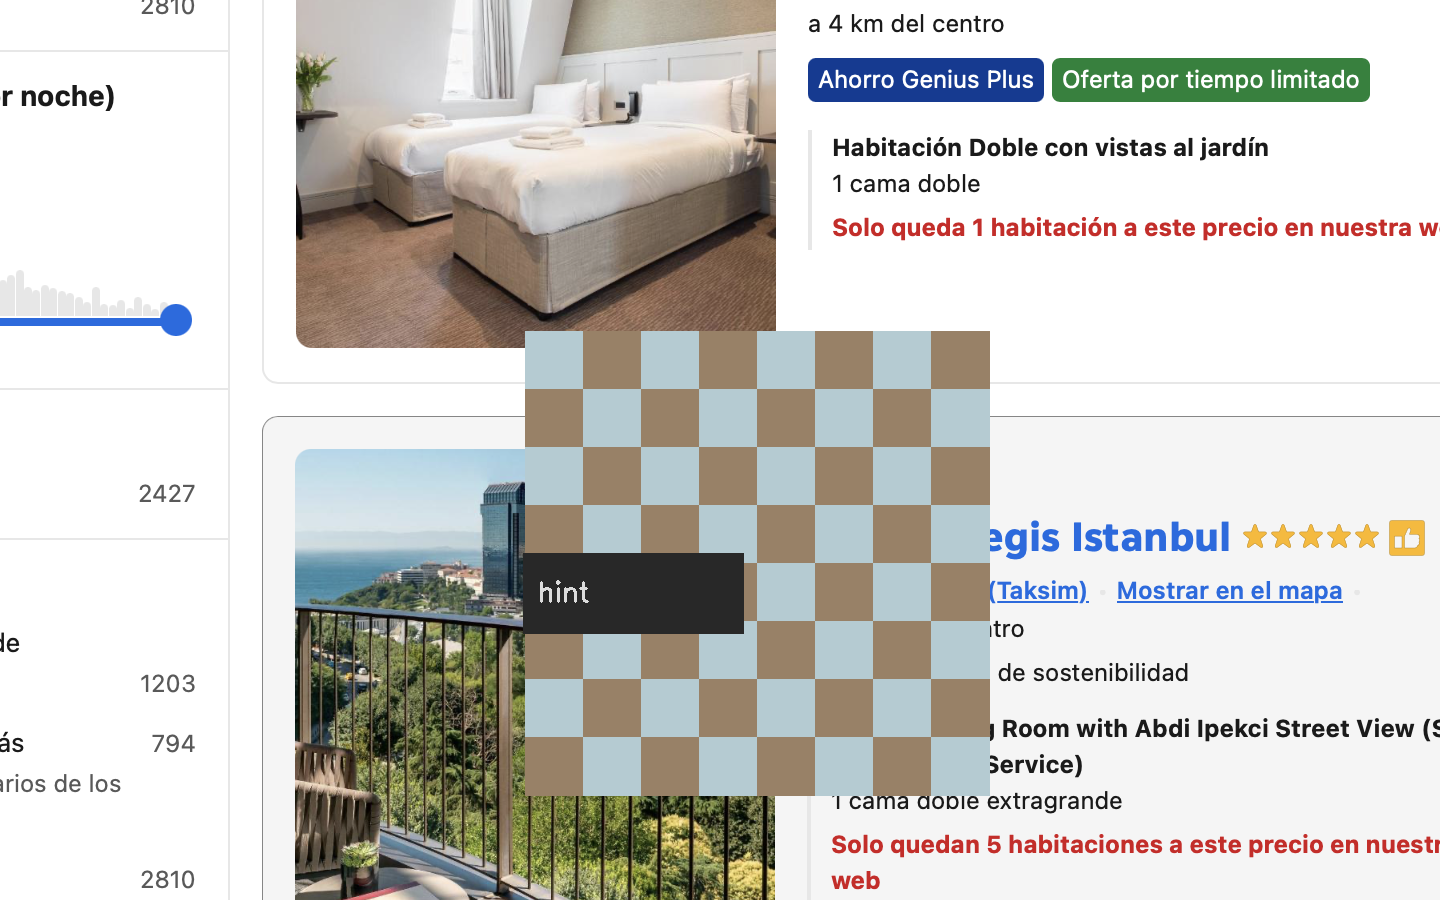 2810
r noche)
2427
de
1203
ás
794
arios de los
2810
a 4 km del centro
Ahorro Genius Plus
Oferta por tiempo limitado
Habitación Doble con vistas al jardín
1 cama doble
Solo queda 1 habitación a este precio en nuestra w
hint
egis Istanbul
(Taksim) · Mostrar en el mapa
ntro
de sostenibilidad
Room with Abdi Ipekci Street View (S
Service)
1 cama doble extragrande
Solo quedan 5 habitaciones a este precio en nuestr
web